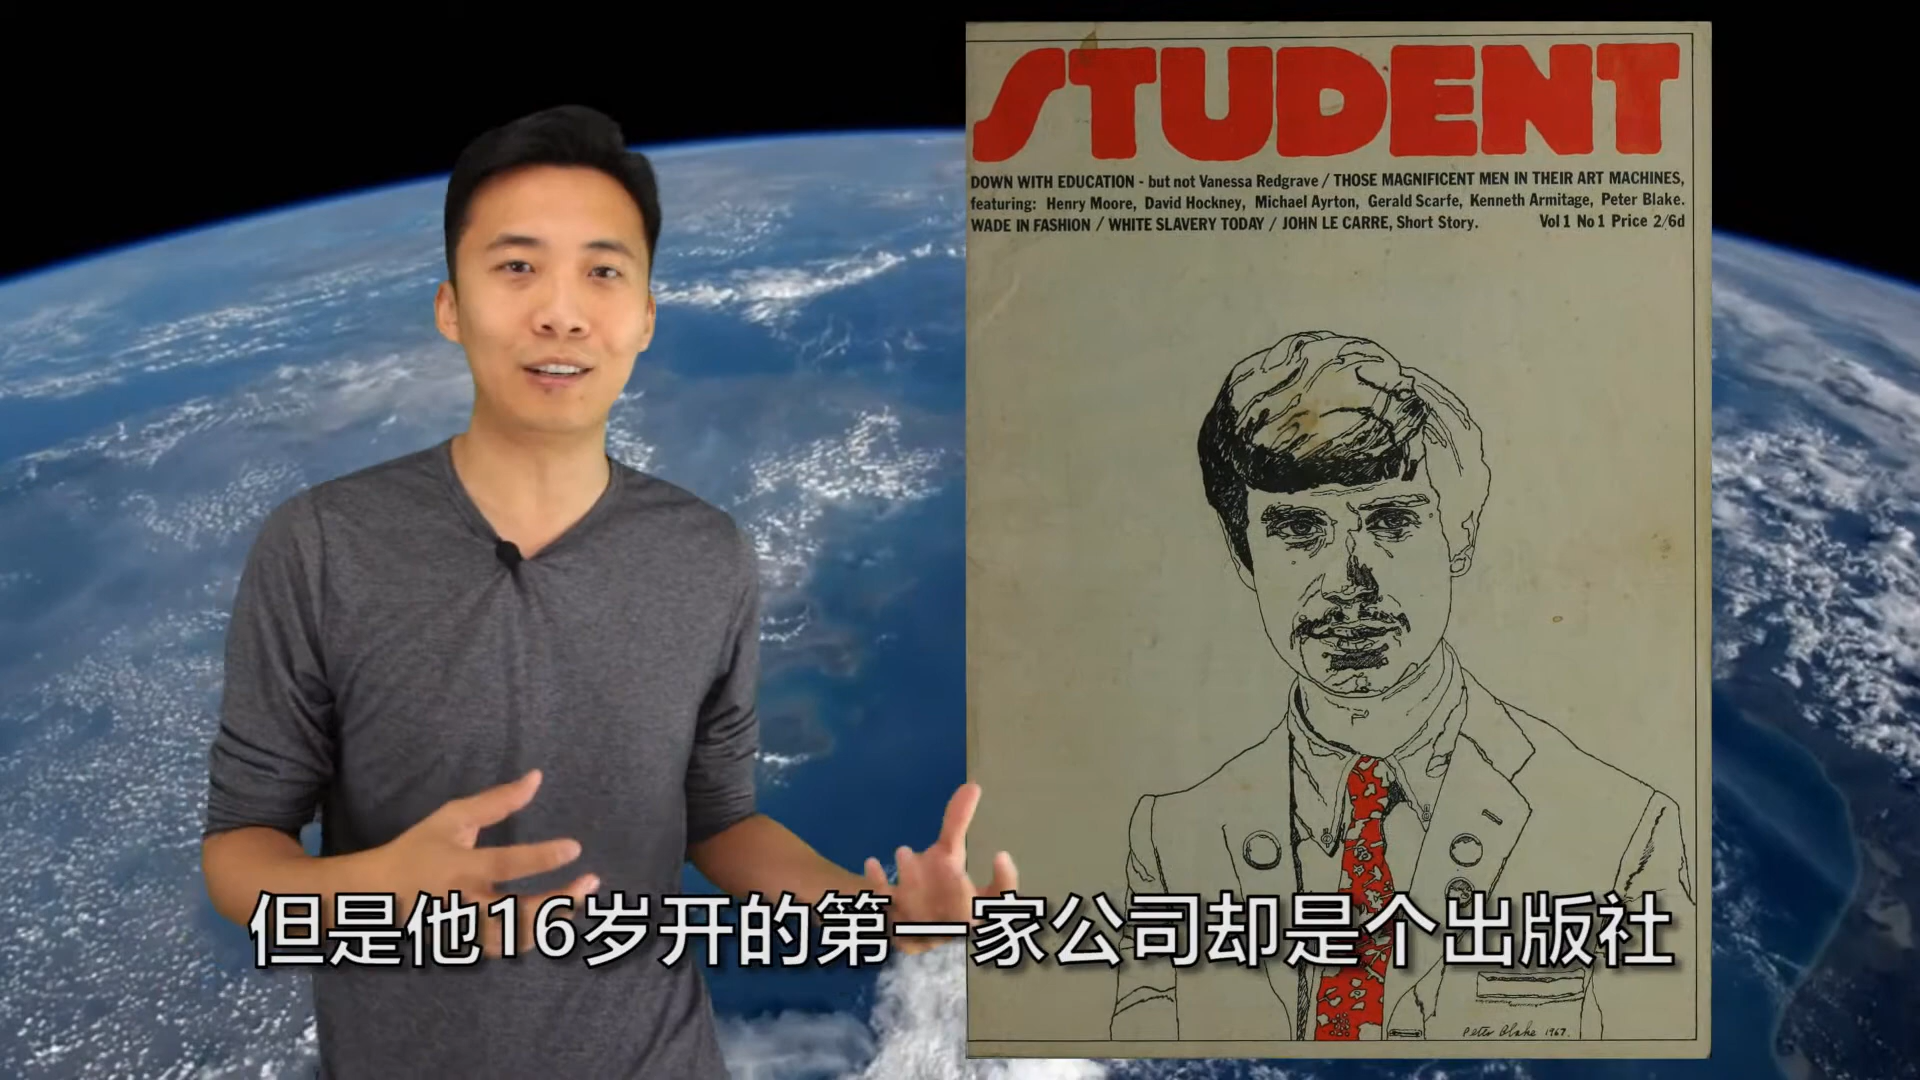 STUDENT
DOWN WITH EDUCATION - but not Vanessa Redgrave / THOSE MAGNIFICENT MEN IN THEIR ART MACHINES,
featuring: Henry Moore, David Hockney, Michael Ayrton, Gerald Scarfe, Kenneth Armitage, Peter Blake.
WADE IN FASHION / WHITE SLAVERY TODAY / JOHN LE CARRE, Short Story. Vol 1 No 1 Price 2/6d
但是他16岁开的第一家公司却是个出版社
Peter Blake 1967.